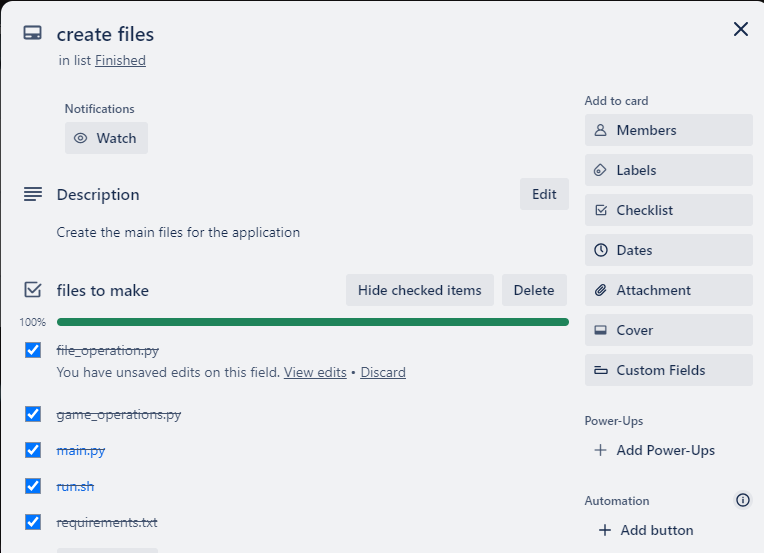 create files
in list Finished
Notifications
Watch
Description
Edit
Create the main files for the application
files to make
Hide checked items
Delete
100%
file_operation.py
You have unsaved edits on this field. View edits • Discard
game_operations.py
main.py
run.sh
requirements.txt
Add to card
Members
Labels
Checklist
Dates
Attachment
Cover
Custom Fields
Power-Ups
Add Power-Ups
Automation
Add button